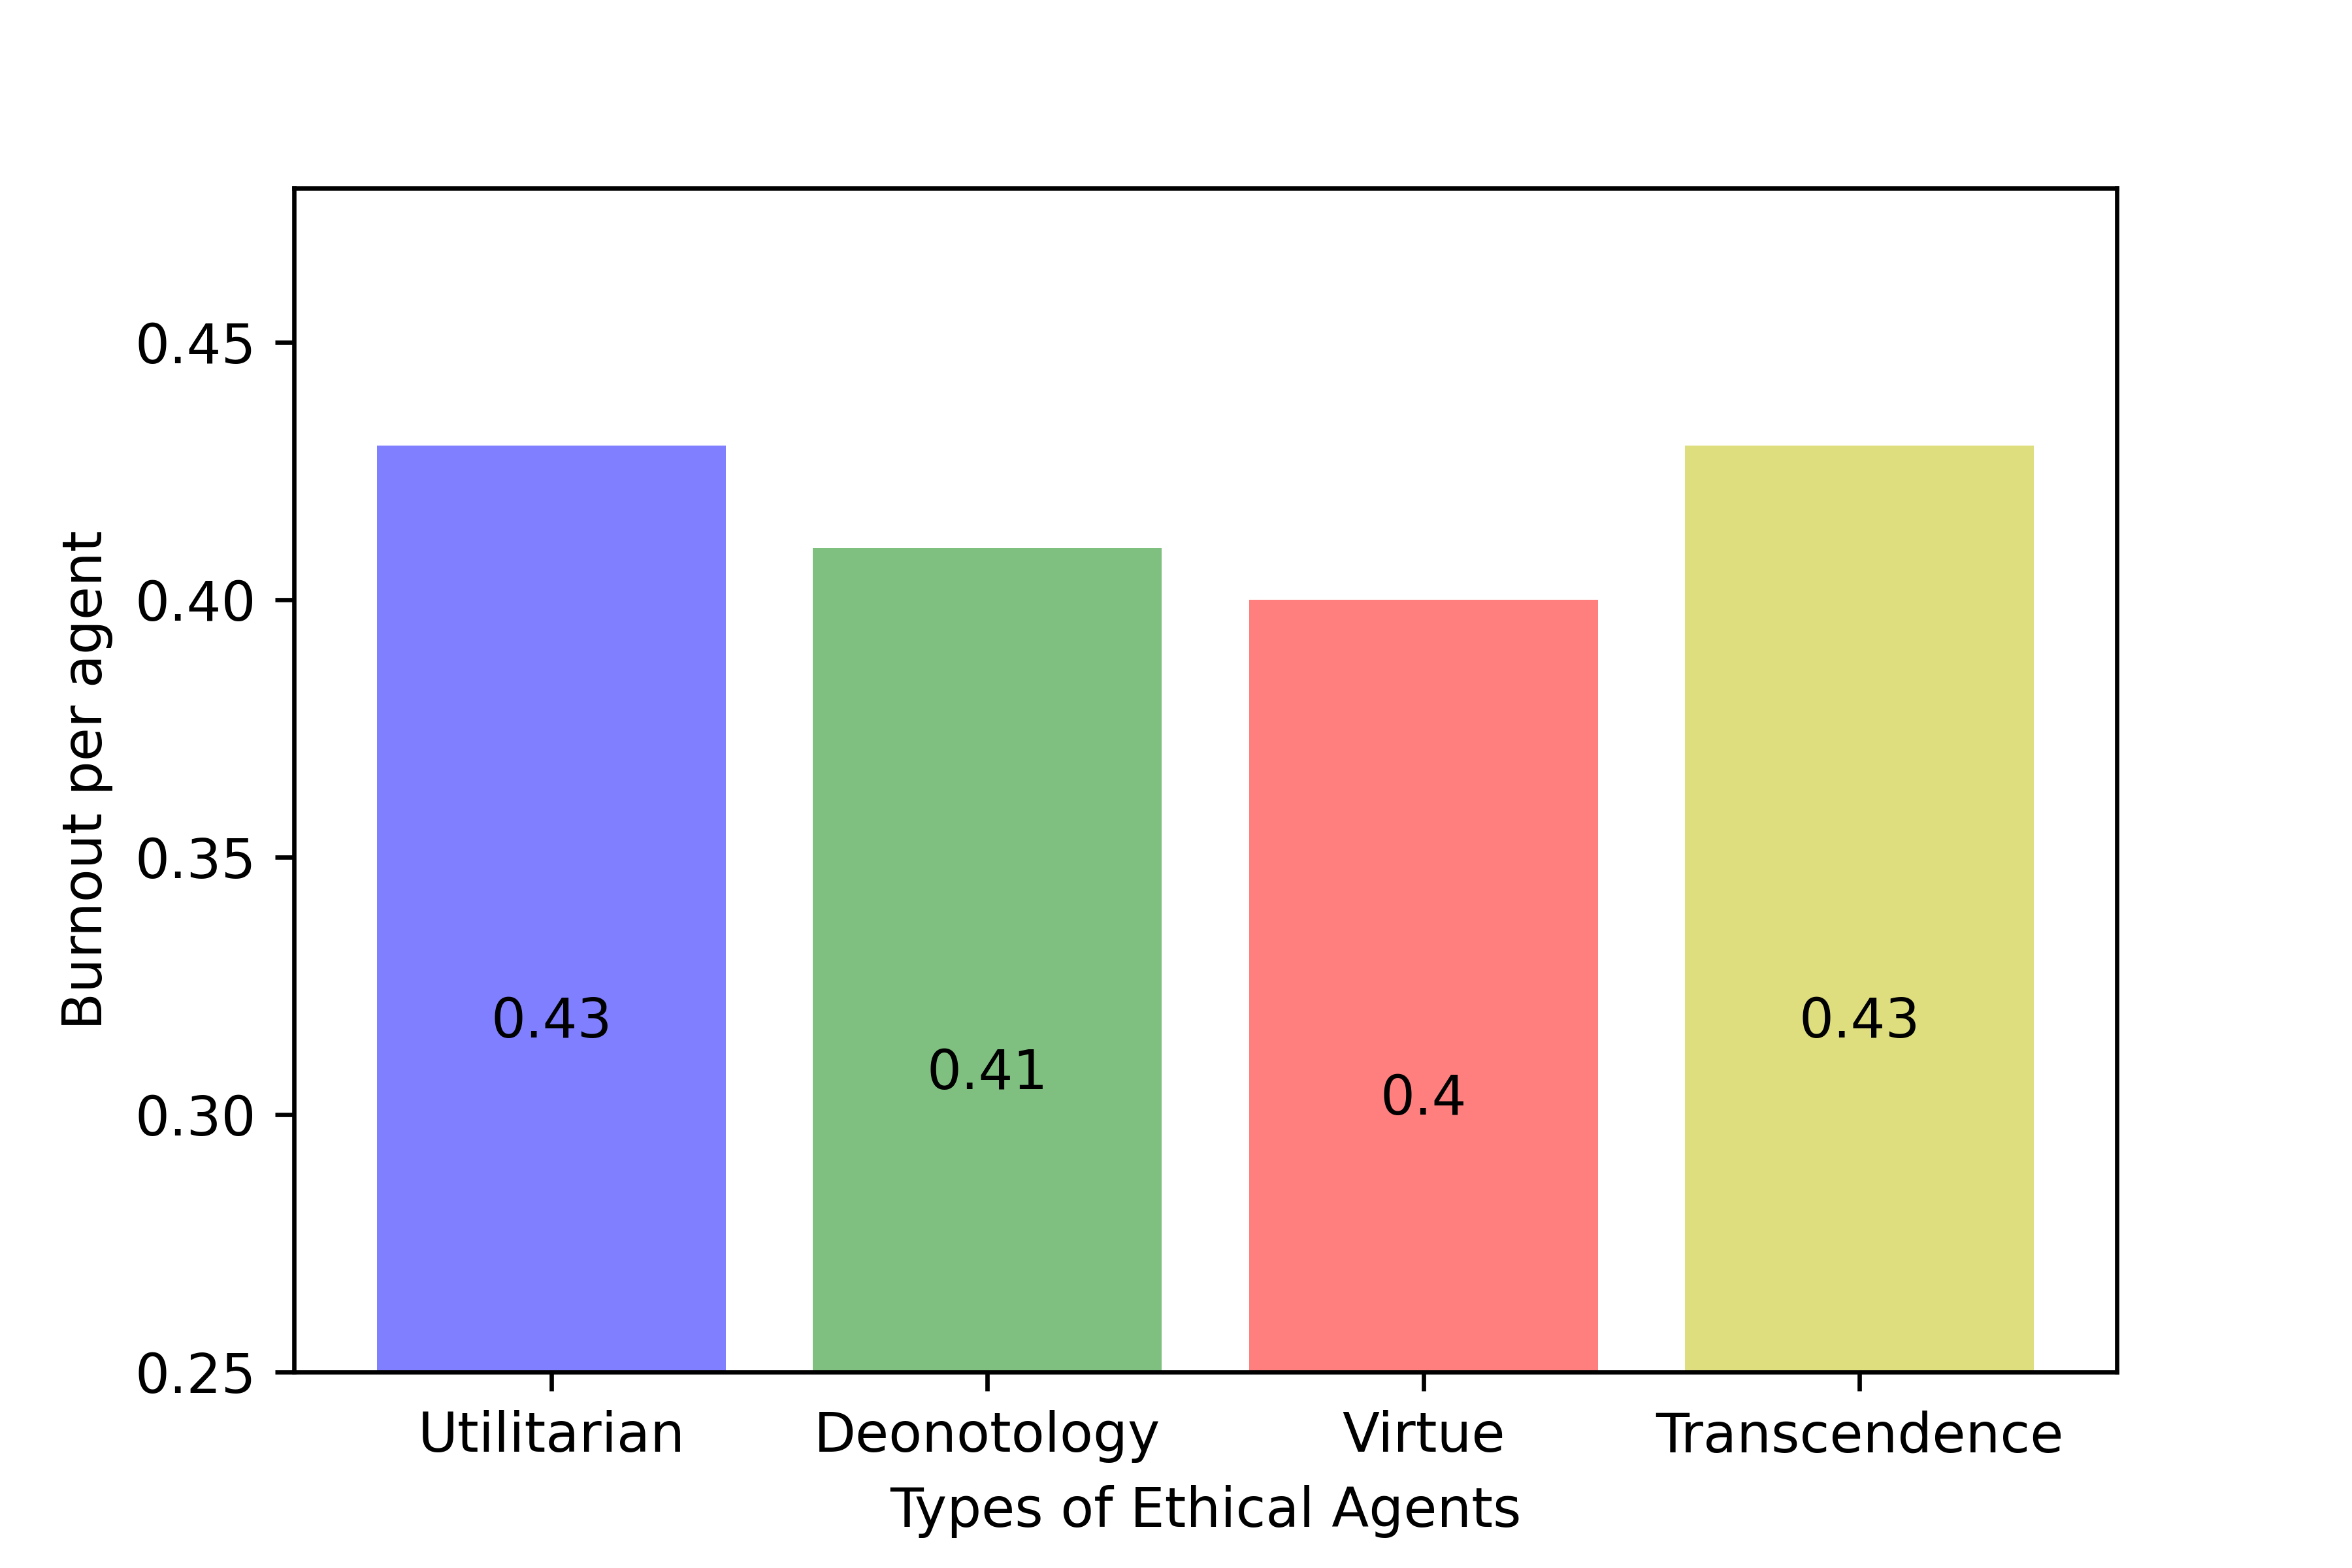 0.45
0.40
0.35
0.30
0.25
Burnout per agent
0.43
0.41
0.4
0.43
Utilitarian
Deonotology
Virtue
Transcendence
Types of Ethical Agents